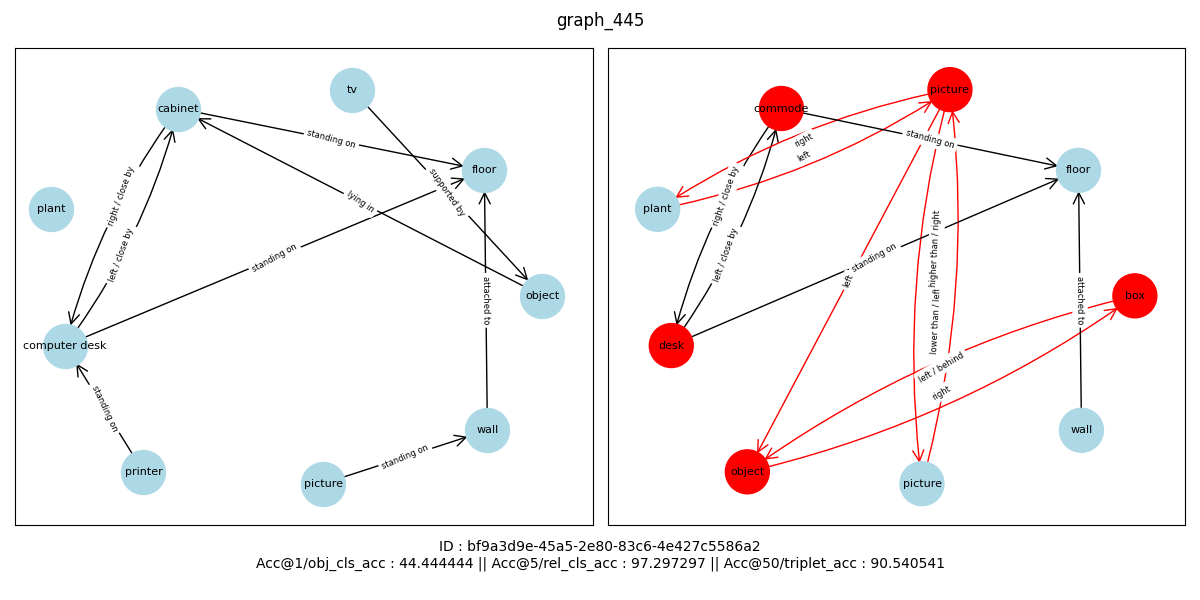 graph_445
tv
cabinet
standing on
floor
supported by
right / close by
lying in
plant
left / close by
standing on
object
attached to
computer desk
standing on
wall
standing on
printer
picture
picture
commode
standing on
right
left
floor
right / close by
plant
higher than / right
left / close by
standing on
left
box
attached to
lower than / left
desk
left / behind
right
wall
object
picture
ID : bf9a3d9e-45a5-2e80-83c6-4e427c5586a2
Acc@1/obj_cls_acc : 44.444444 || Acc@5/rel_cls_acc : 97.297297 || Acc@50/triplet_acc : 90.540541